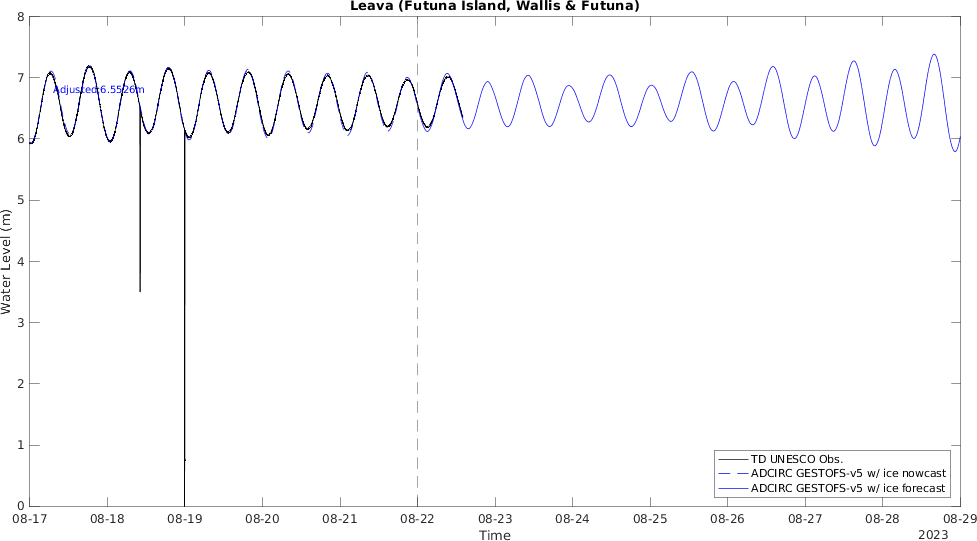 Leava (Futuna Island, Wallis & Futuna)
8
7
6
5
4
3
2
1
0
Water Level (m)
Adjusted:6.5526m
TD UNESCO Obs.
ADCIRC GESTOFS-v5 w/ ice nowcast
ADCIRC GESTOFS-v5 w/ ice forecast
08-17 08-18 08-19 08-20 08-21 08-22 08-23 08-24 08-25 08-26 08-27 08-28 08-29
Time
2023